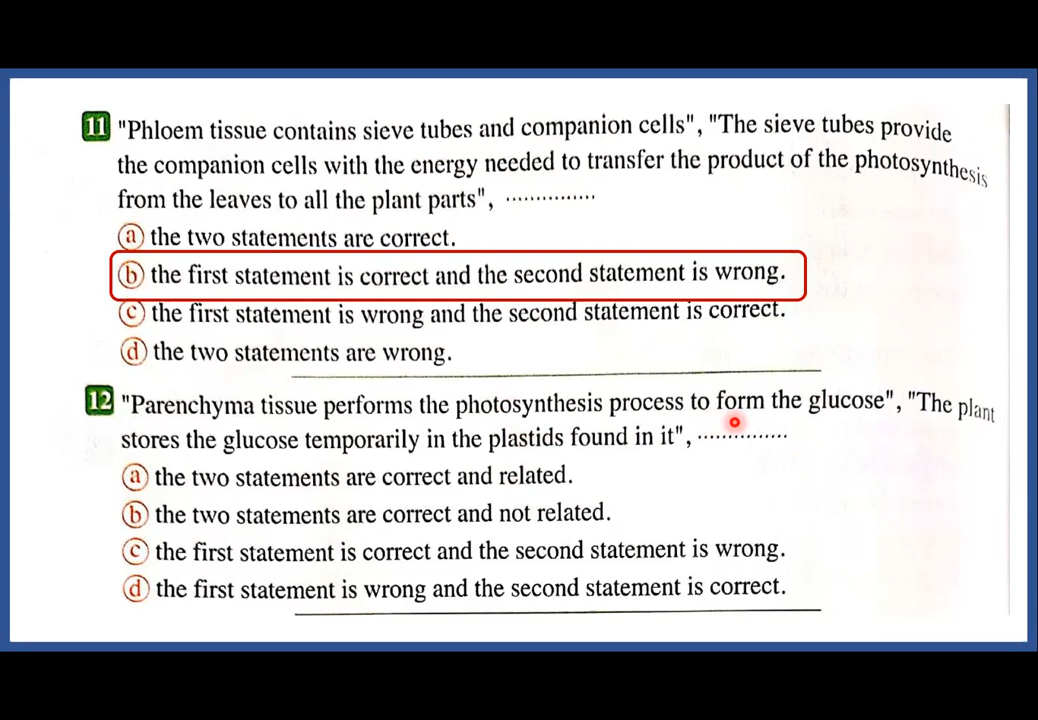 11 "Phloem tissue contains sieve tubes and companion cells", "The sieve tubes provide
the companion cells with the energy needed to transfer the product of the photosynthesis
from the leaves to all the plant parts", ...............
a the two statements are correct.
b the first statement is correct and the second statement is wrong.
c the first statement is wrong and the second statement is correct.
d the two statements are wrong.
12 "Parenchyma tissue performs the photosynthesis process to form the glucose", "The plant
stores the glucose temporarily in the plastids found in it", ...............
a the two statements are correct and related.
b the two statements are correct and not related.
c the first statement is correct and the second statement is wrong.
d the first statement is wrong and the second statement is correct.